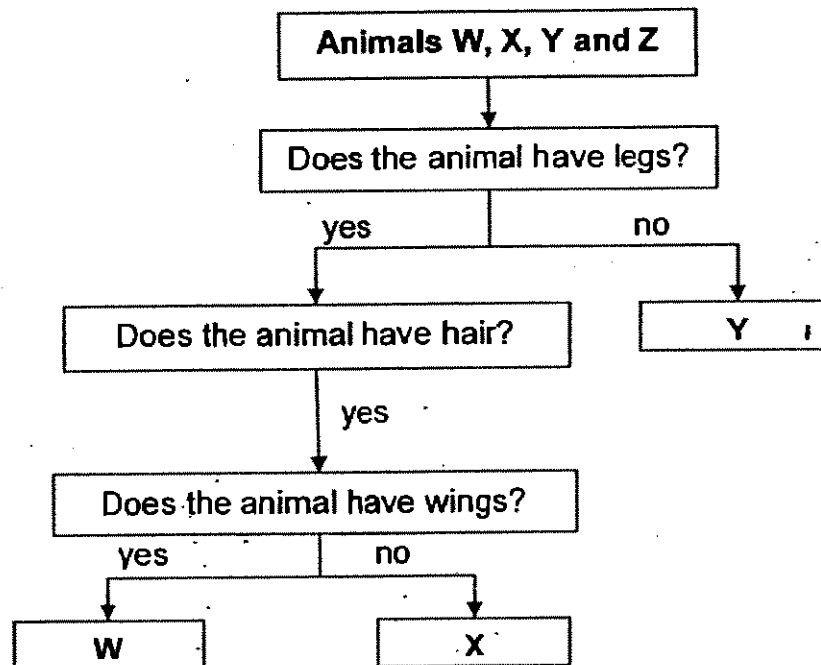 Animals W, X, Y and Z
Does the animal have legs?
yes no
Does the animal have hair?
Y
yes
Does the animal have wings?
yes no
W X